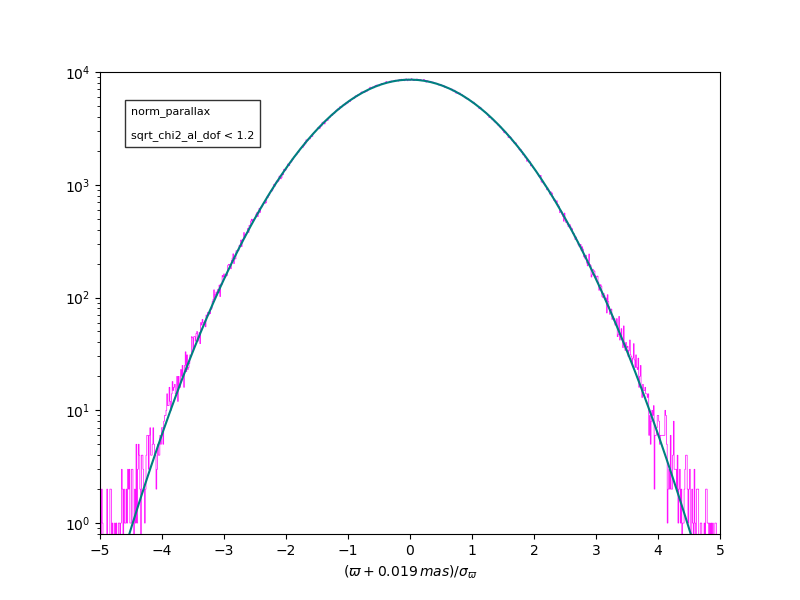 norm_parallax
sqrt_chi2_al_dof < 1.2
10⁴
10³
10²
10¹
10⁰
−5 −4 −3 −2 −1 0 1 2 3 4 5
(ϖ + 0.019 mas)/σ_ϖ